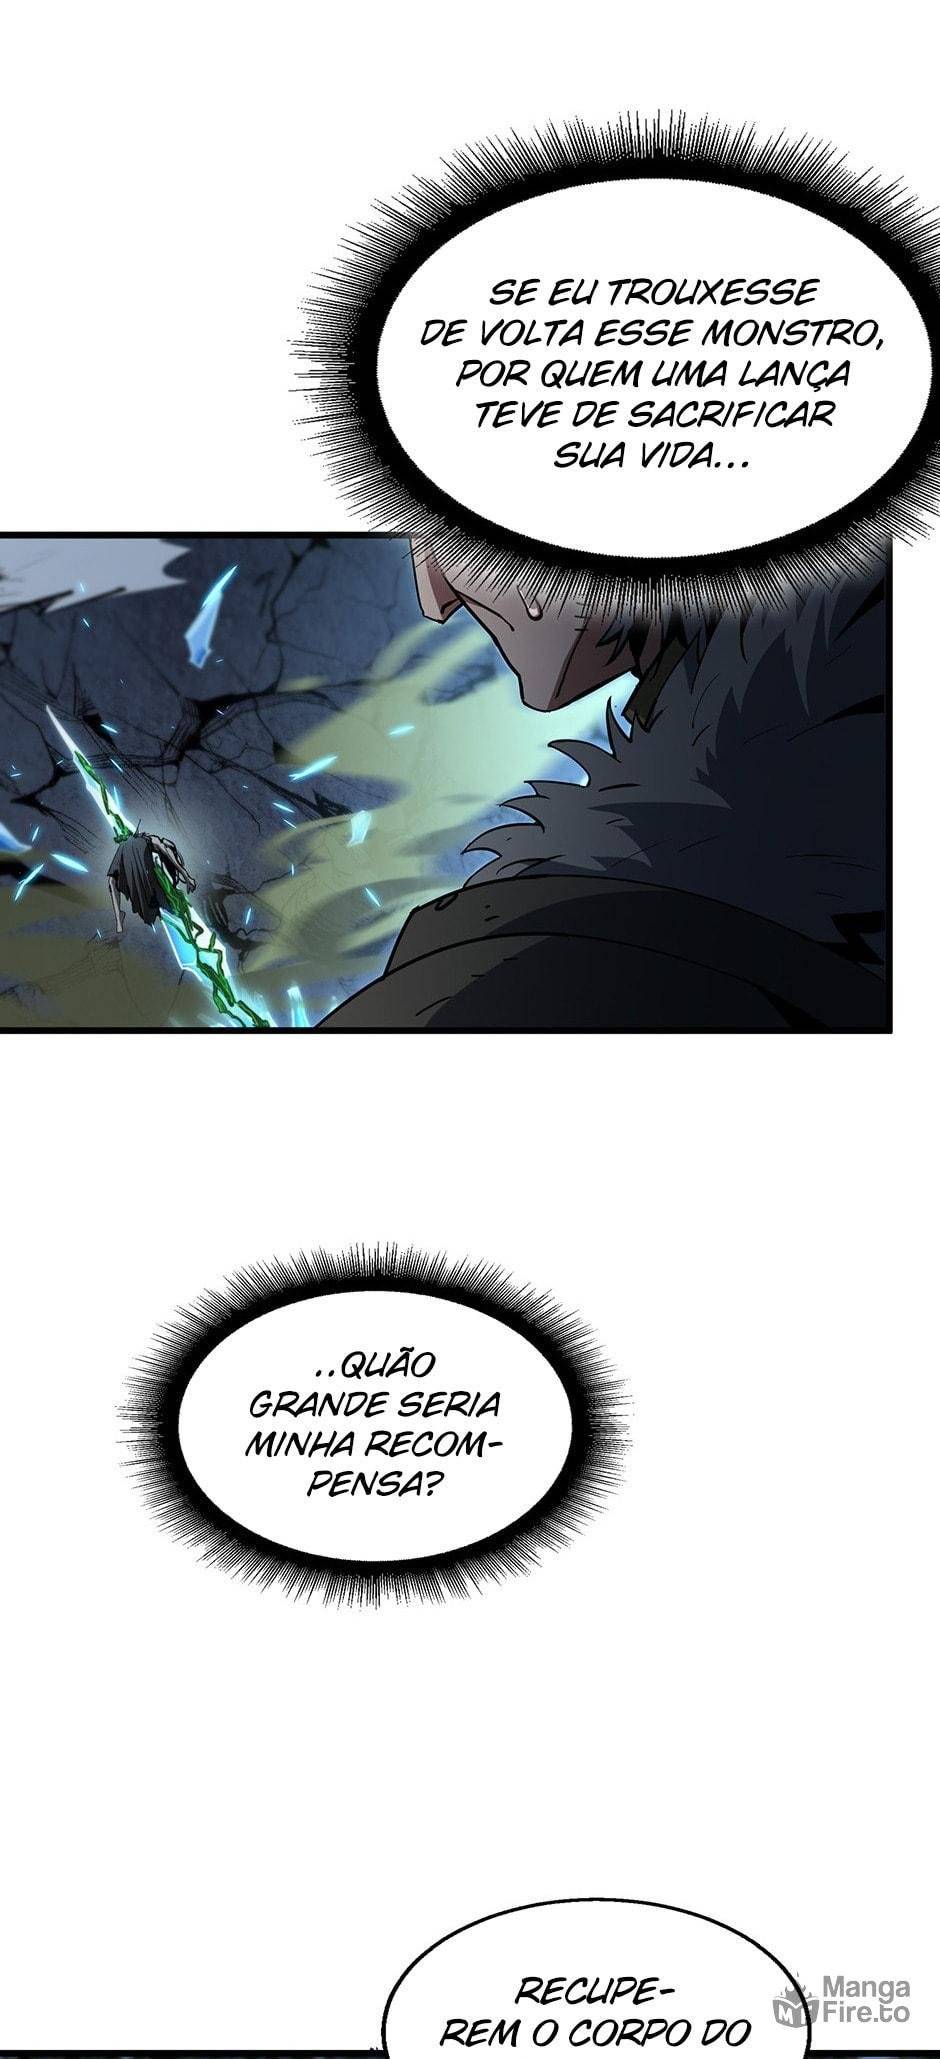 SE EU TROUXESSE
DE VOLTA ESSE MONSTRO,
POR QUEM UMA LANÇA
TEVE DE SACRIFICAR
SUA VIDA...
..QUÃO
GRANDE SERIA
MINHA RECOM-
PENSA?
RECUPE-
REM O CORPO DO
Manga
Fire.to